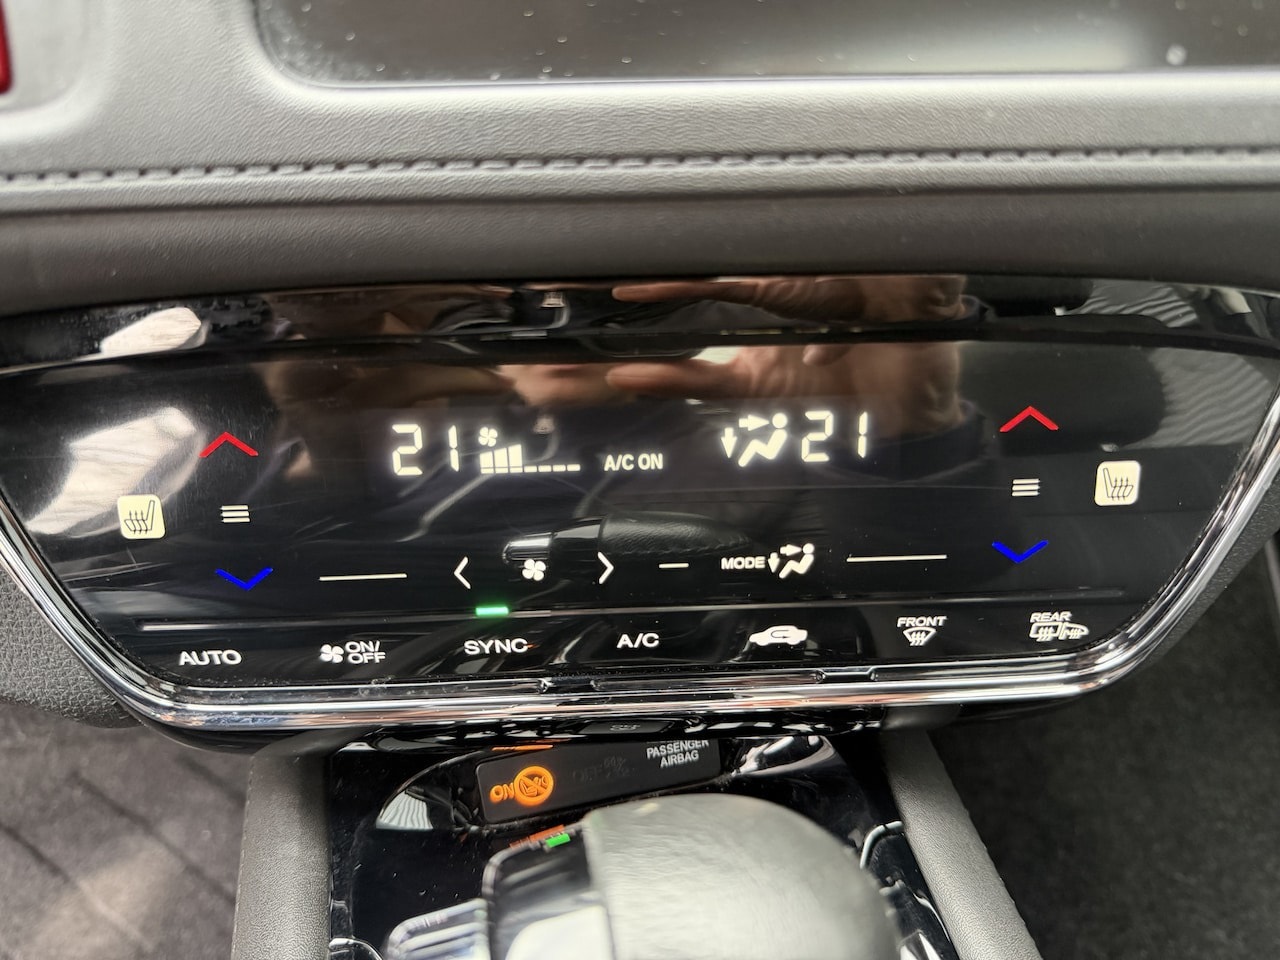 21 A/C ON 21
MODE
AUTO ON/OFF SYNC A/C FRONT REAR
ON PASSENGER
AIRBAG